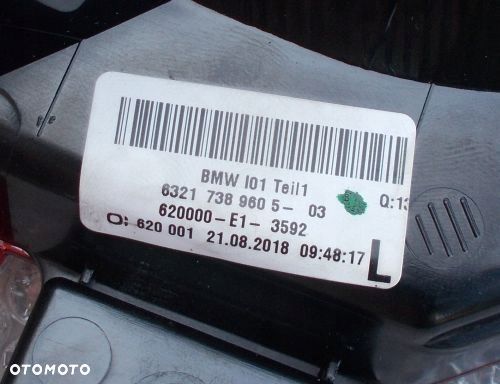 BMW I01 Teil1
6321 738 960 5- 03
Q:13
620000-E1- 3592
O: 620 001 21.08.2018 09:48:17
L
OTOMOTO